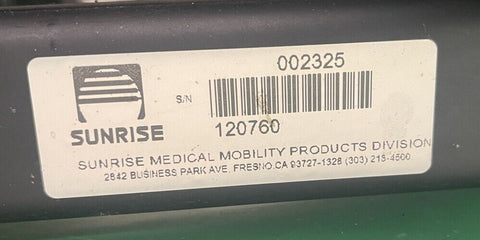 002325
S/N
120760
SUNRISE
SUNRISE MEDICAL MOBILITY PRODUCTS DIVISION
2842 BUSINESS PARK AVE, FRESNO.CA 93727-1328 (303) 218-4500